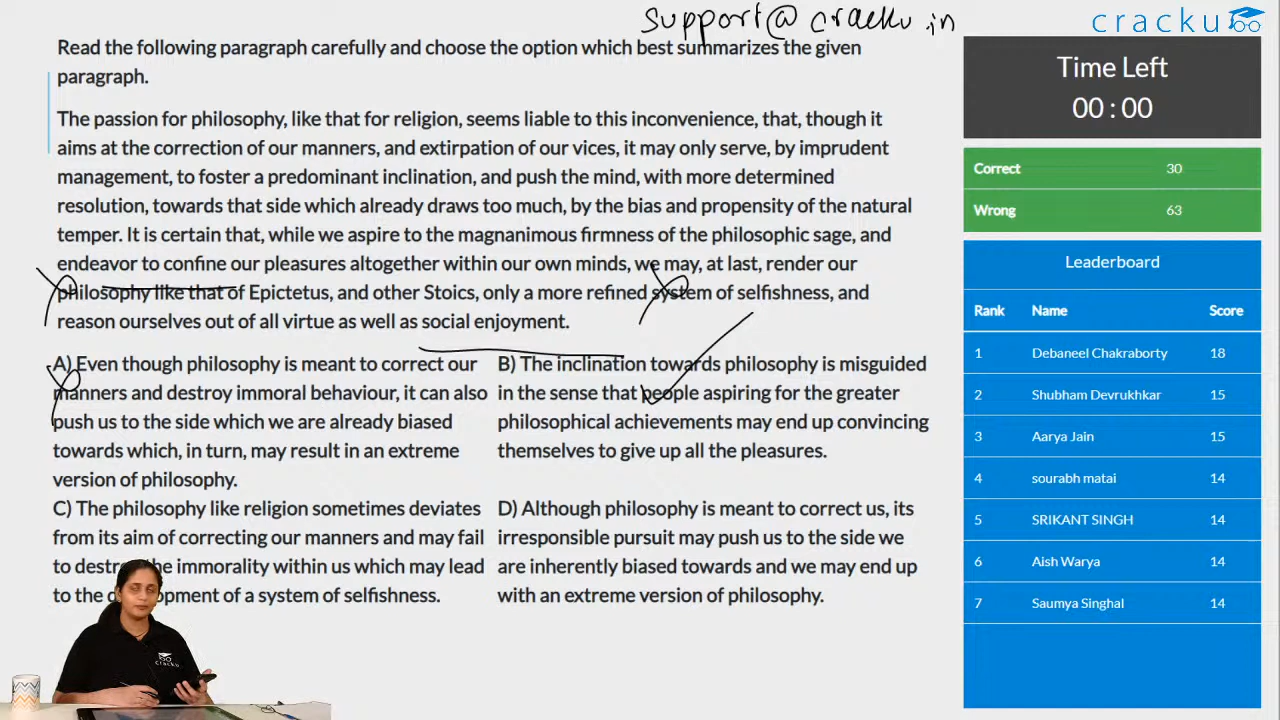 support@cracku.in
cracku
Read the following paragraph carefully and choose the option which best summarizes the given
paragraph.
The passion for philosophy, like that for religion, seems liable to this inconvenience, that, though it
aims at the correction of our manners, and extirpation of our vices, it may only serve, by imprudent
management, to foster a predominant inclination, and push the mind, with more determined
resolution, towards that side which already draws too much, by the bias and propensity of the natural
temper. It is certain that, while we aspire to the magnanimous firmness of the philosophic sage, and
endeavor to confine our pleasures altogether within our own minds, we may, at last, render our
philosophy like that of Epictetus, and other Stoics, only a more refined system of selfishness, and
reason ourselves out of all virtue as well as social enjoyment.
A) Even though philosophy is meant to correct our
manners and destroy immoral behaviour, it can also
push us to the side which we are already biased
towards which, in turn, may result in an extreme
version of philosophy.
B) The inclination towards philosophy is misguided
in the sense that people aspiring for the greater
philosophical achievements may end up convincing
themselves to give up all the pleasures.
C) The philosophy like religion sometimes deviates
from its aim of correcting our manners and may fail
to the immorality within us which may lead
to the of a system of selfishness.
D) Although philosophy is meant to correct us, its
irresponsible pursuit may push us to the side we
are inherently biased towards and we may end up
with an extreme version of philosophy.
Time Left
00 : 00
Correct 30
Wrong 63
Leaderboard
Rank Name Score
1 Debaneel Chakraborty 18
2 Shubham Devrukhkar 15
3 Aarya Jain 15
4 sourabh matai 14
5 SRIKANT SINGH 14
6 Aish Warya 14
7 Saumya Singhal 14
cracku